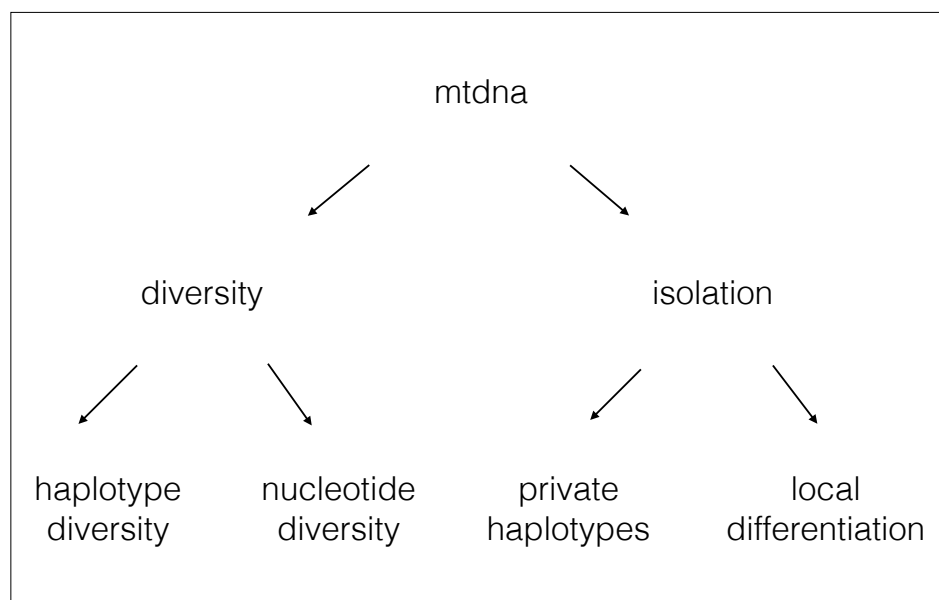 mtdna
diversity
isolation
haplotype
diversity
nucleotide
diversity
private
haplotypes
local
differentiation